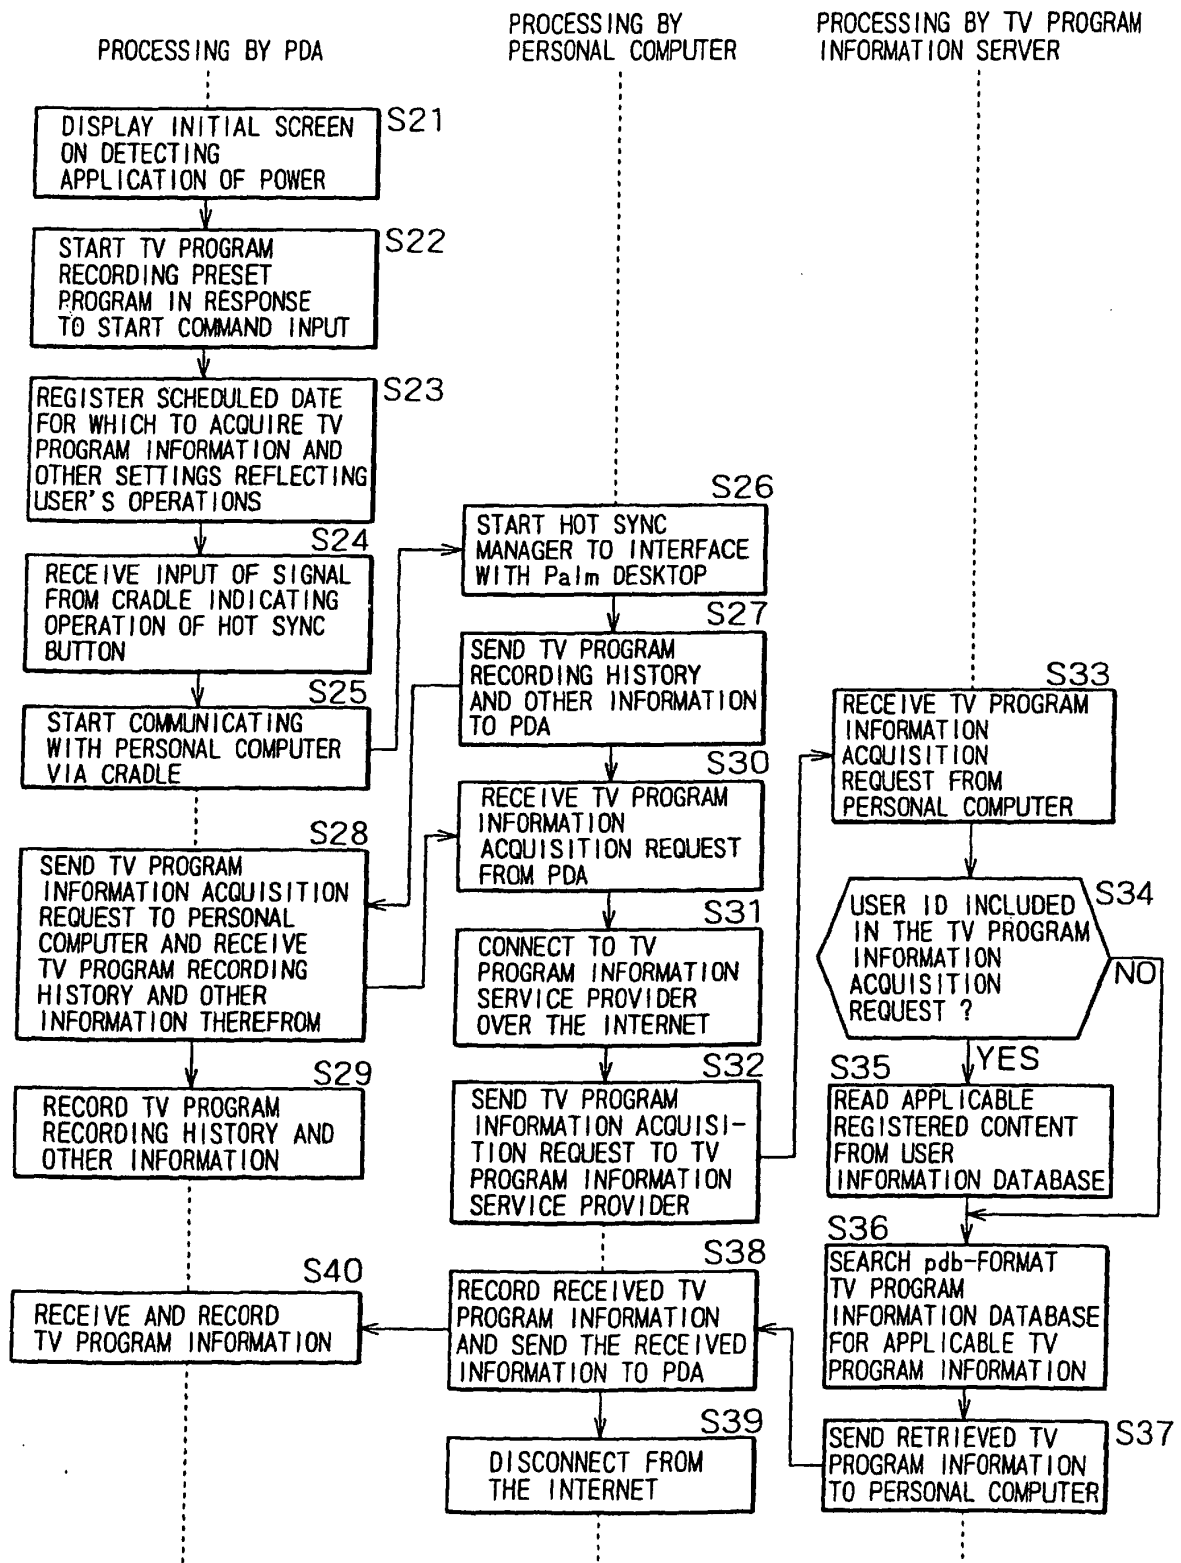 PROCESSING BY PDA
PROCESSING BY
PERSONAL COMPUTER
PROCESSING BY TV PROGRAM
INFORMATION SERVER
S21
DISPLAY INITIAL SCREEN
ON DETECTING
APPLICATION OF POWER
S22
START TV PROGRAM
RECORDING PRESET
PROGRAM IN RESPONSE
TO START COMMAND INPUT
S23
REGISTER SCHEDULED DATE
FOR WHICH TO ACQUIRE TV
PROGRAM INFORMATION AND
OTHER SETTINGS REFLECTING
USER'S OPERATIONS
S24
RECEIVE INPUT OF SIGNAL
FROM CRADLE INDICATING
OPERATION OF HOT SYNC
BUTTON
S25
START COMMUNICATING
WITH PERSONAL COMPUTER
VIA CRADLE
S26
START HOT SYNC
MANAGER TO INTERFACE
WITH Palm DESKTOP
S27
SEND TV PROGRAM
RECORDING HISTORY
AND OTHER INFORMATION
TO PDA
S28
SEND TV PROGRAM
INFORMATION ACQUISITION
REQUEST TO PERSONAL
COMPUTER AND RECEIVE
TV PROGRAM RECORDING
HISTORY AND OTHER
INFORMATION THEREFROM
S29
RECORD TV PROGRAM
RECORDING HISTORY AND
OTHER INFORMATION
S30
RECEIVE TV PROGRAM
INFORMATION
ACQUISITION REQUEST
FROM PDA
S31
CONNECT TO TV
PROGRAM INFORMATION
SERVICE PROVIDER
OVER THE INTERNET
S32
SEND TV PROGRAM
INFORMATION ACQUISI-
TION REQUEST TO TV
PROGRAM INFORMATION
SERVICE PROVIDER
S33
RECEIVE TV PROGRAM
INFORMATION
ACQUISITION
REQUEST FROM
PERSONAL COMPUTER
S34
USER ID INCLUDED
IN THE TV PROGRAM
INFORMATION
ACQUISITION
REQUEST ?
NO
YES
S35
READ APPLICABLE
REGISTERED CONTENT
FROM USER
INFORMATION DATABASE
S36
SEARCH pdb-FORMAT
TV PROGRAM
INFORMATION DATABASE
FOR APPLICABLE TV
PROGRAM INFORMATION
S37
SEND RETRIEVED TV
PROGRAM INFORMATION
TO PERSONAL COMPUTER
S38
RECORD RECEIVED TV
PROGRAM INFORMATION
AND SEND THE RECEIVED
INFORMATION TO PDA
S39
DISCONNECT FROM
THE INTERNET
S40
RECEIVE AND RECORD
TV PROGRAM INFORMATION